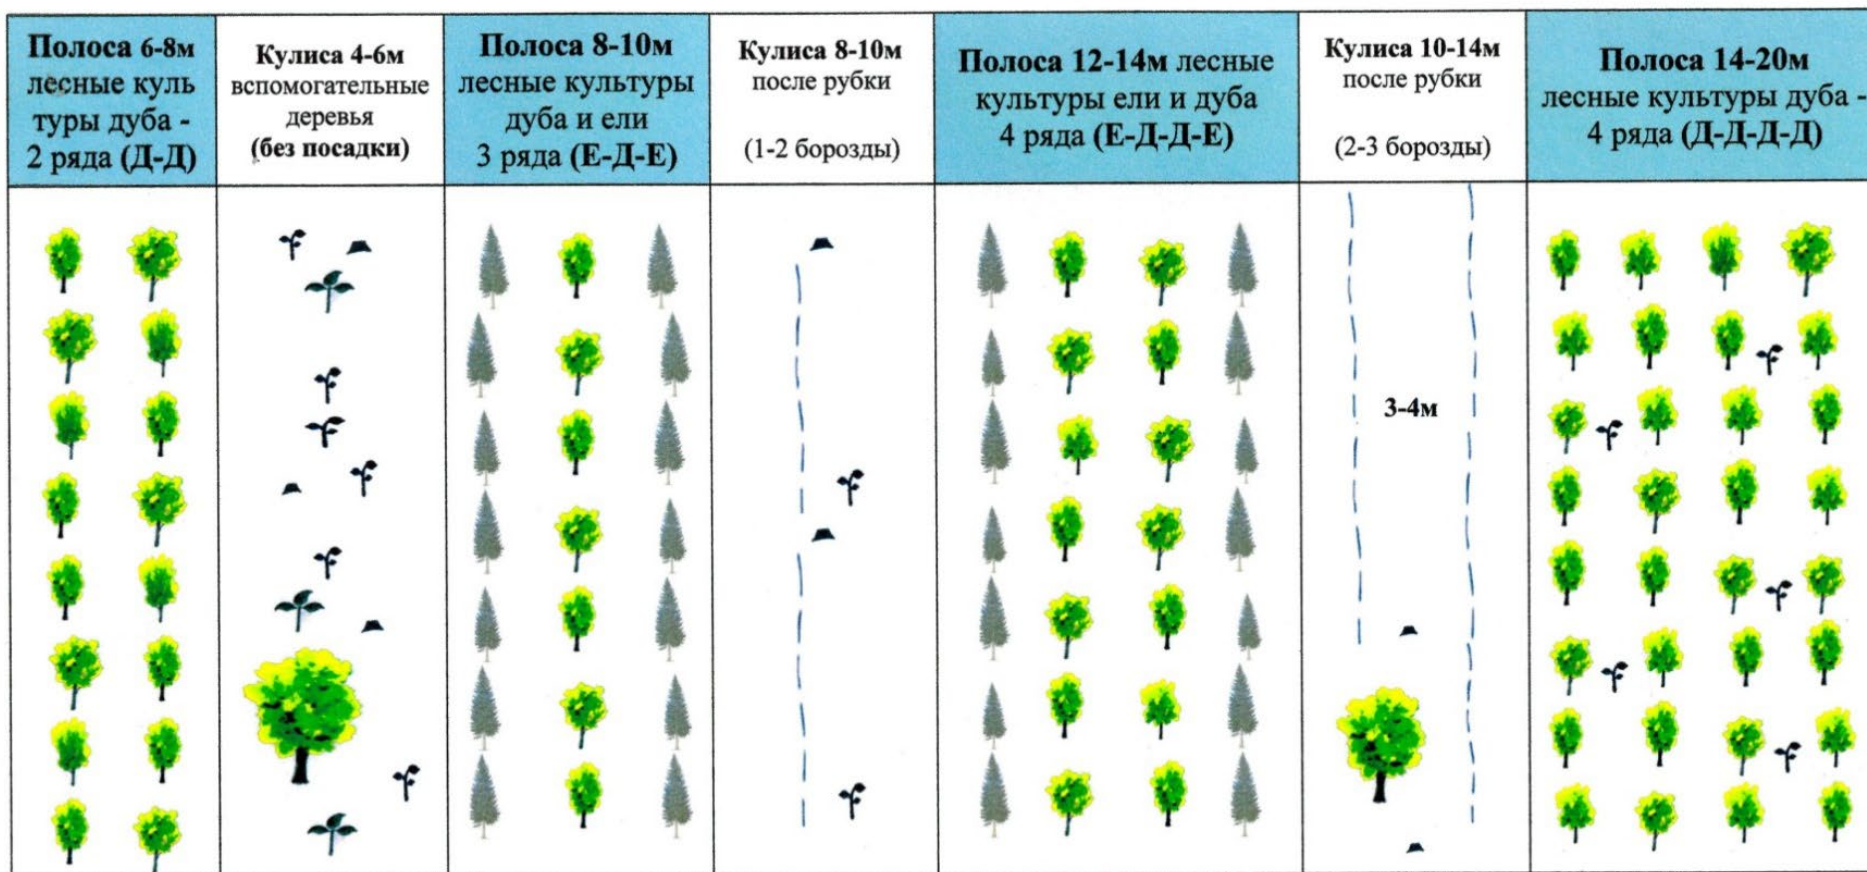 Полоса 6-8м
лесные куль
туры дуба -
2 ряда (Д-Д)
Кулиса 4-6м
вспомогательные
деревья
(без посадки)
Полоса 8-10м
лесные культуры
дуба и ели
3 ряда (Е-Д-Е)
Кулиса 8-10м
после рубки
(1-2 борозды)
Полоса 12-14м лесные
культуры ели и дуба
4 ряда (Е-Д-Д-Е)
Кулиса 10-14м
после рубки
(2-3 борозды)
Полоса 14-20м
лесные культуры дуба -
4 ряда (Д-Д-Д-Д)
3-4м